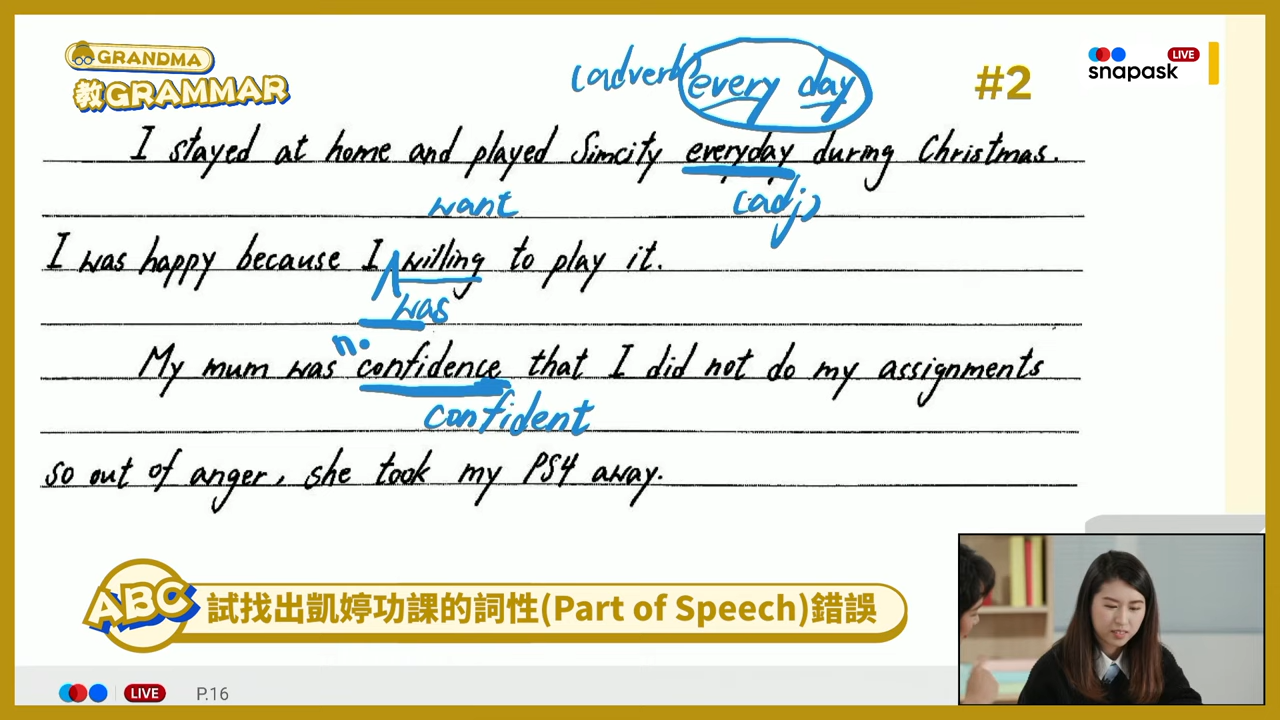 GRANDMA
教GRAMMAR
(adverb) every day
#2
LIVE
snapask
I stayed at home and played Simcity everyday during Christmas.
want
(adj)
I was happy because I willing to play it.
was
n.
My mum was confidence that I did not do my assignments
confident
so out of anger, she took my PS4 away.
ABC
試找出凱婷功課的詞性(Part of Speech)錯誤
LIVE
P.16